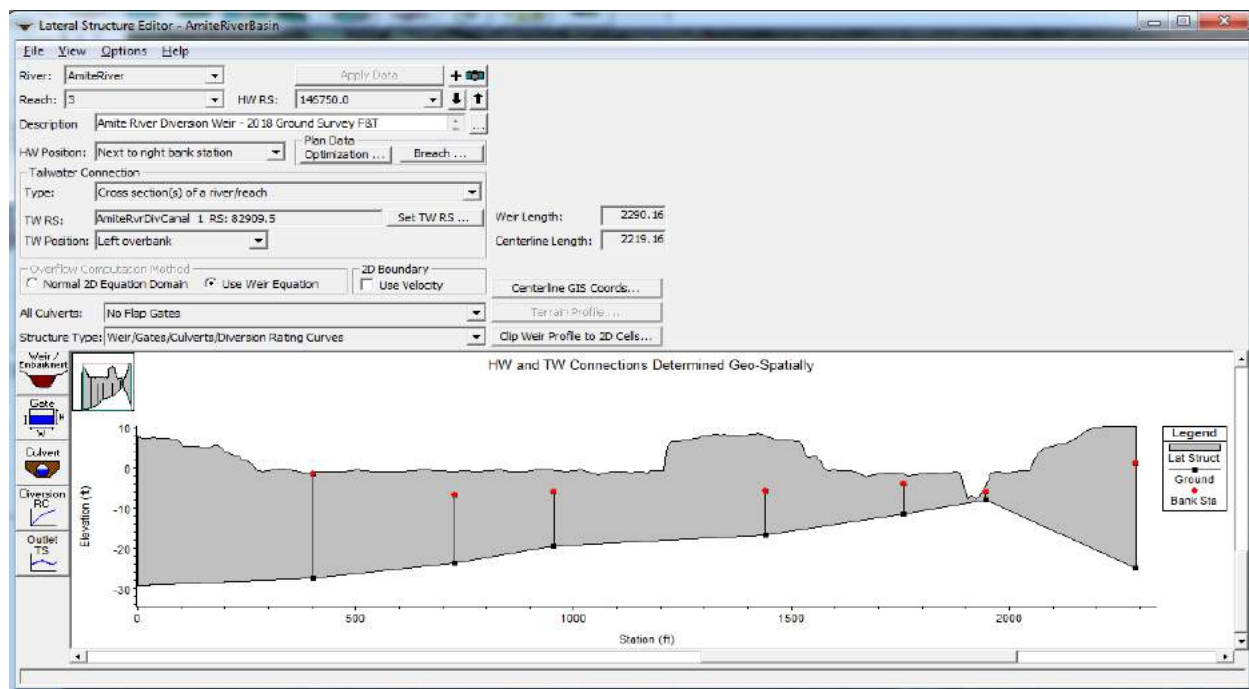 Lateral Structure Editor - AmiteRiverBasin
File View Options Help
River: AmiteRiver Apply Data +
Reach: 3 HW RS: 146750.0
Description Amite River Diversion Weir - 2018 Ground Survey F&T ...
HW Position: Next to right bank station Plan Data Optimization ... Breach ...
Tailwater Connection
Type: Cross section(s) of a river/reach
TW RS: AmiteRvrDivCanal 1 RS: 82909.5 Set TW RS ... Weir Length: 2290.16
TW Position: Left overbank Centerline Length: 2219.16
Overflow Computation Method 2D Boundary
Normal 2D Equation Domain Use Weir Equation Use Velocity Centerline GIS Coords...
All Culverts: No Flap Gates Terrain Profile ...
Structure Type: Weir/Gates/Culverts/Diversion Rating Curves Clip Weir Profile to 2D Cells...
Weir / Embankment
Gate
Culvert
Diversion RC
Outlet TS
HW and TW Connections Determined Geo-Spatially
Elevation (ft)
10
0
-10
-20
-30
0 500 1000 1500 2000
Station (ft)
Legend
Lat Struct
Ground
Bank Sta